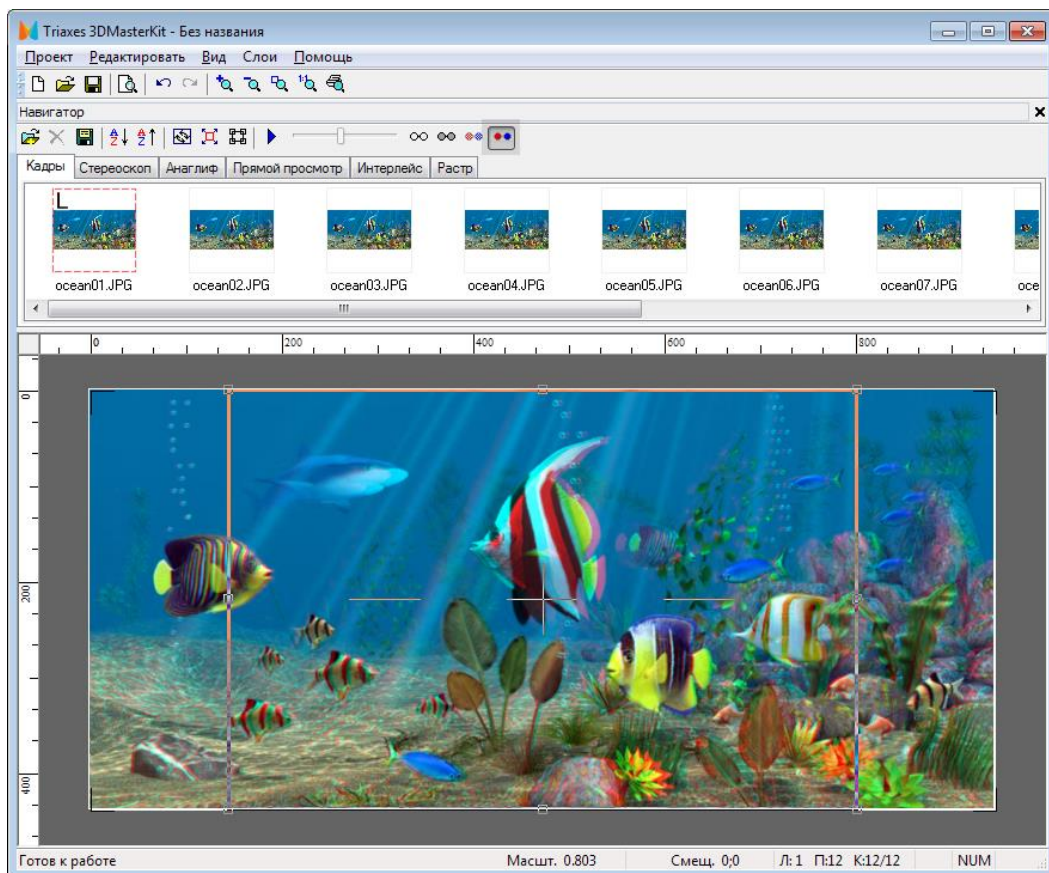 Triaxes 3DMasterKit - Без названия
Проект Редактировать Вид Слои Помощь
Навигатор
Кадры Стереоскоп Анаглиф Прямой просмотр Интерлейс Растр
L
ocean01.JPG ocean02.JPG ocean03.JPG ocean04.JPG ocean05.JPG ocean06.JPG ocean07.JPG oce
0 200 400 600 800
0
200
400
Готов к работе Масшт. 0.803 Смещ. 0;0 Л: 1 П:12 К:12/12 NUM